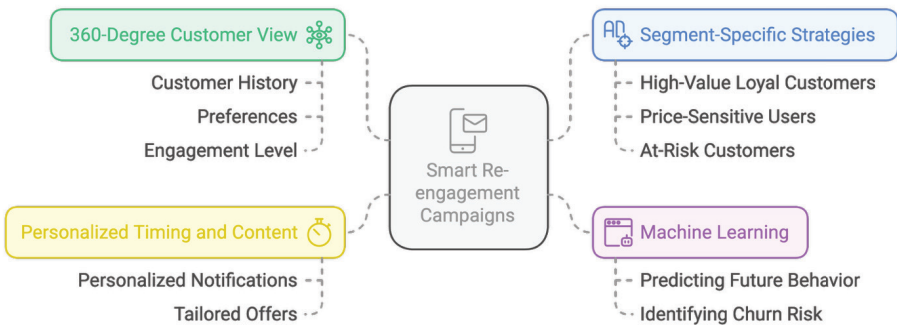 360-Degree Customer View
Customer History
Preferences
Engagement Level
Personalized Timing and Content
Personalized Notifications
Tailored Offers
Smart Re-
engagement
Campaigns
AD
Segment-Specific Strategies
High-Value Loyal Customers
Price-Sensitive Users
At-Risk Customers
Machine Learning
Predicting Future Behavior
Identifying Churn Risk